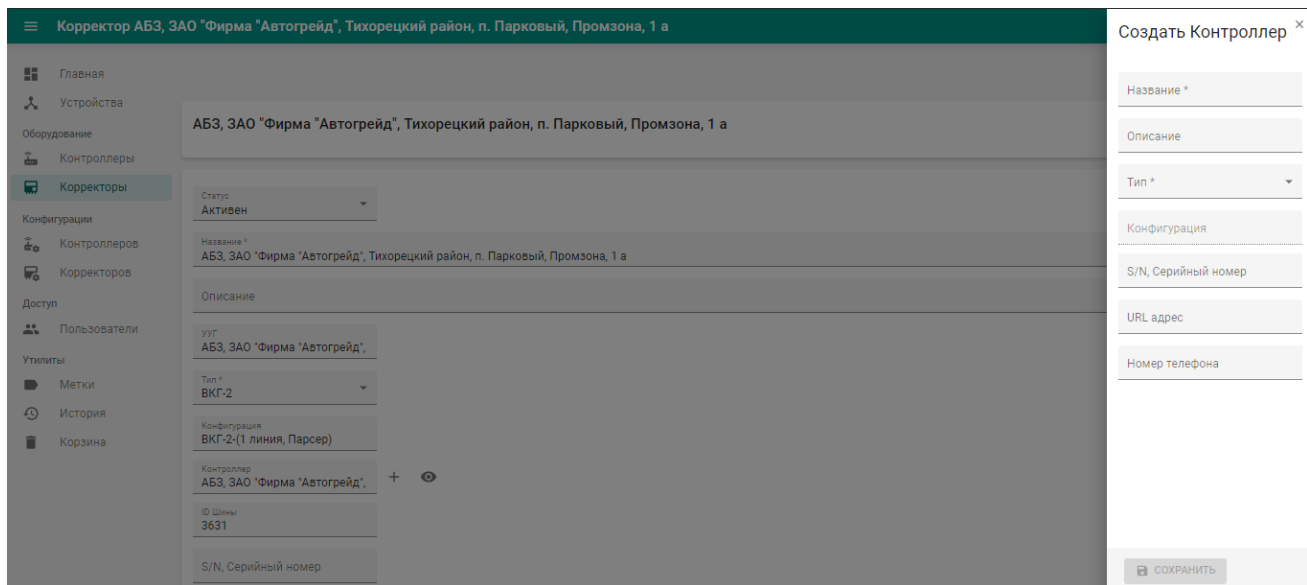 Корректор АБЗ, ЗАО "Фирма "Автогрейд", Тихорецкий район, п. Парковый, Промзона, 1 а
Главная
Устройства
Оборудование
Контроллеры
Корректоры
Конфигурации
Контроллеров
Корректоров
Доступ
Пользователи
Утилиты
Метки
История
Корзина
АБЗ, ЗАО "Фирма "Автогрейд", Тихорецкий район, п. Парковый, Промзона, 1 а
Статус
Активен
Название *
АБЗ, ЗАО "Фирма "Автогрейд", Тихорецкий район, п. Парковый, Промзона, 1 а
Описание
УУГ
АБЗ, ЗАО "Фирма "Автогрейд",
Тип *
ВКГ-2
Конфигурация
ВКГ-2-(1 линия, Парсер)
Контроллер
АБЗ, ЗАО "Фирма "Автогрейд",
ID Шины
3631
S/N, Серийный номер
Создать Контроллер
Название *
Описание
Тип *
Конфигурация
S/N, Серийный номер
URL адрес
Номер телефона
СОХРАНИТЬ